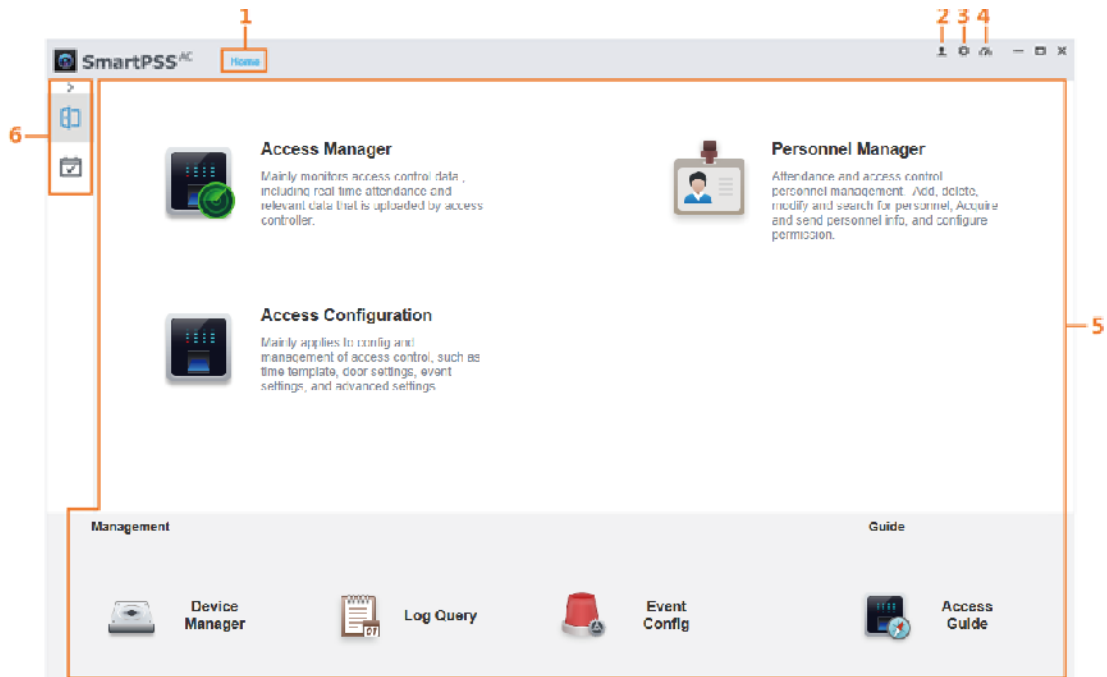 1
2 3 4
SmartPSS AC Home
6
Access Manager
Mainly monitors access control data ,
including real time attendance and
relevant data that is uploaded by access
controller.
Personnel Manager
Attendance and access control
personnel management. Add, delete,
modify and search for personnel, Acquire
and send personnel info, and configure
permission.
Access Configuration
Mainly applies to config and
management of access control, such as
time template, door settings, event
settings, and advanced settings
5
Management
Guide
Device
Manager
Log Query
07
Event
Config
Access
Guide